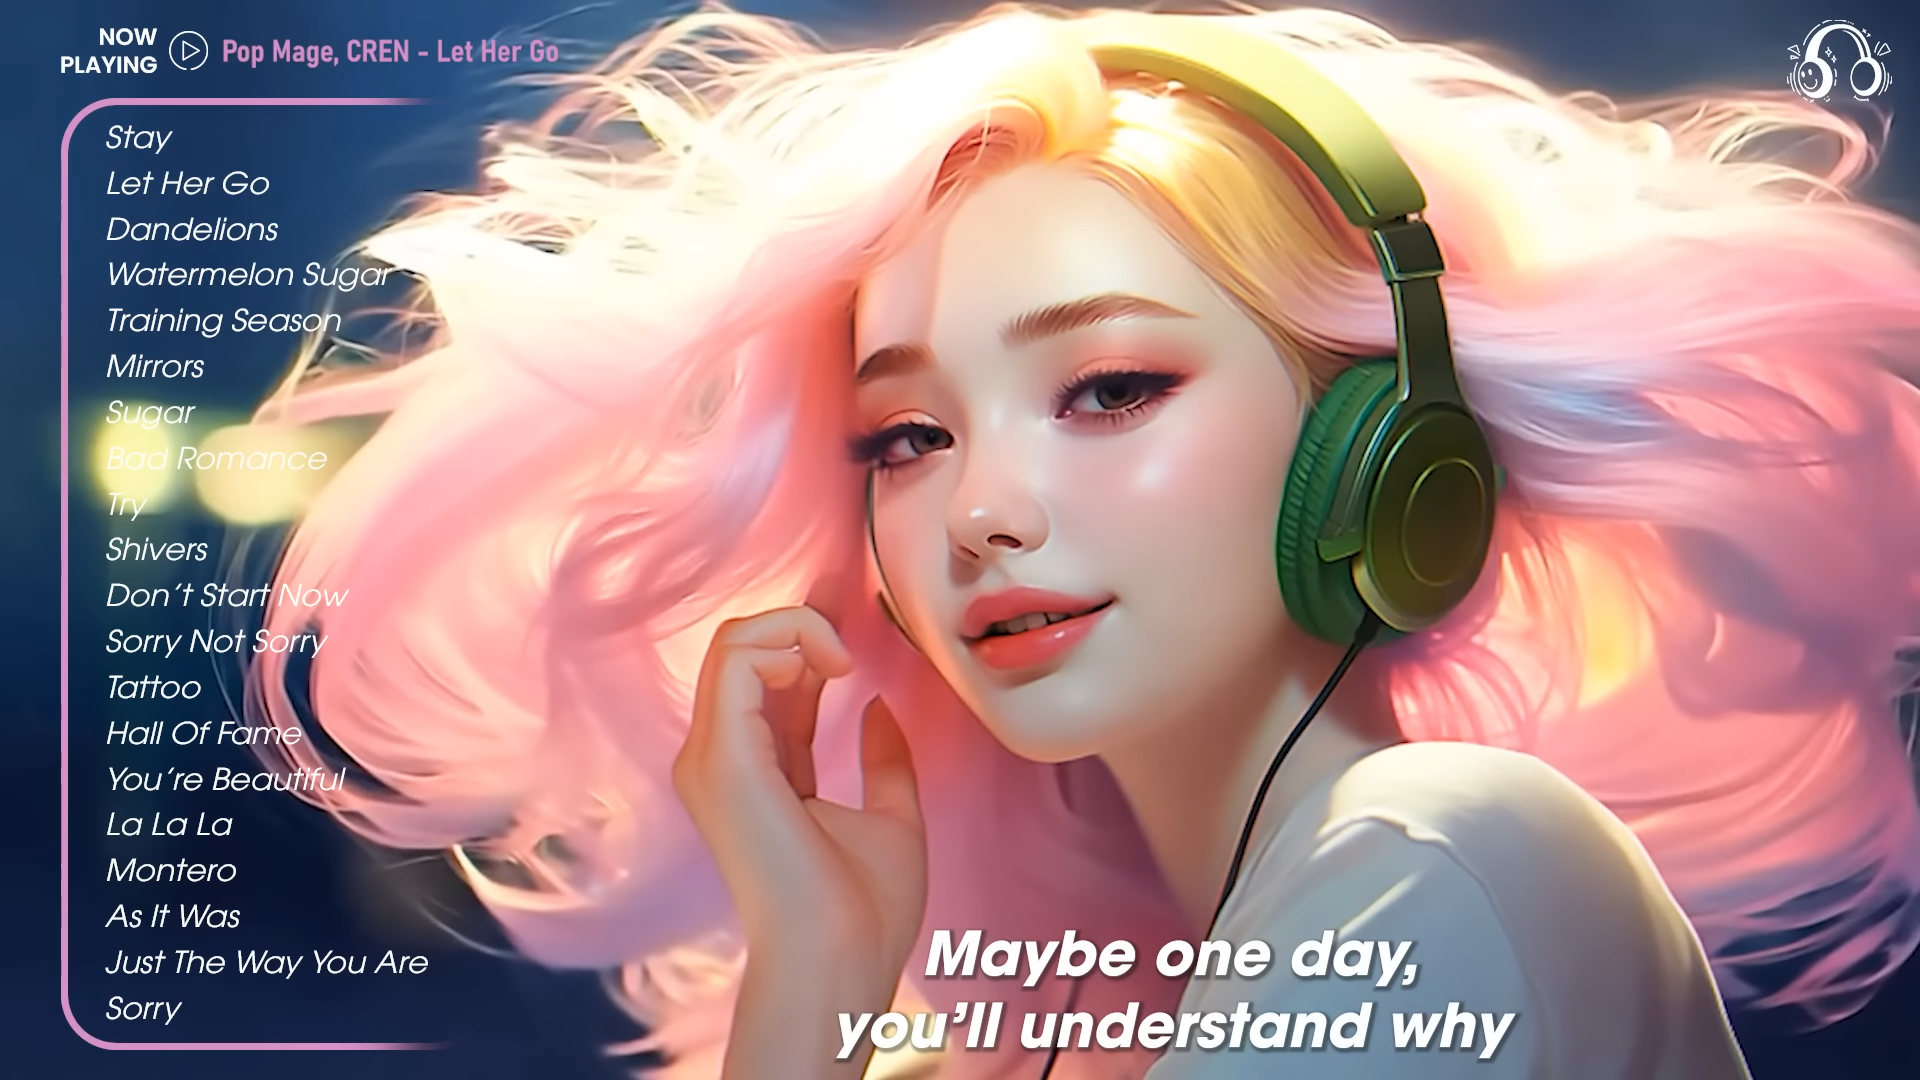 NOW
PLAYING
Pop Mage, CREN - Let Her Go
Stay
Let Her Go
Dandelions
Watermelon Sugar
Training Season
Mirrors
Sugar
Bad Romance
Try
Shivers
Don't Start Now
Sorry Not Sorry
Tattoo
Hall Of Fame
You're Beautiful
La La La
Montero
As It Was
Just The Way You Are
Sorry
Maybe one day,
you'll understand why